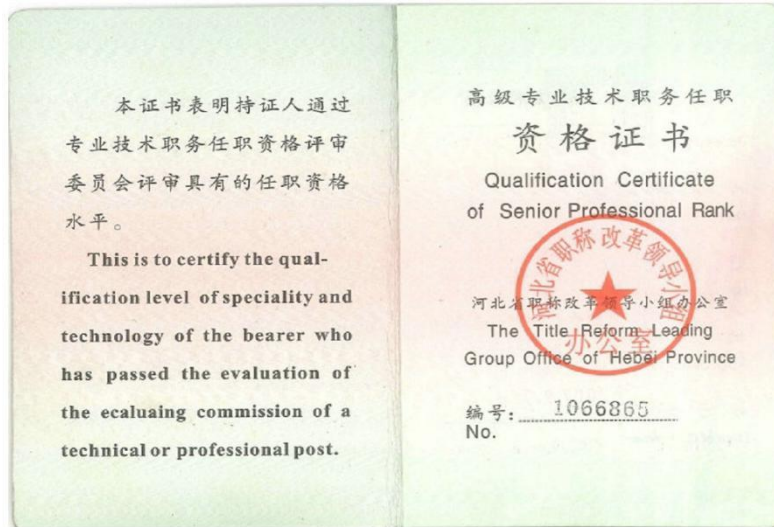 本证书表明持证人通过
专业技术职务任职资格评审
委员会评审具有的任职资格
水平。
This is to certify the qual-
ification level of speciality and
technology of the bearer who
has passed the evaluation of
the ecaluaing commission of a
technical or professional post.
高级专业技术职务任职
资格证书
Qualification Certificate
of Senior Professional Rank
河北省职称改革领导小组
办公室
河北省职称改革领导小组办公室
The Title Reform Leading
Group Office of Hebei Province
编号: 1066865
No.